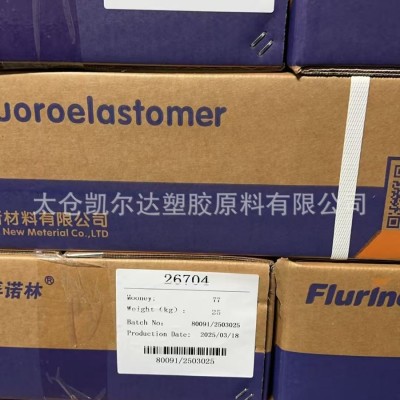 uoroelastomer
太仓凯尔达塑胶原料有限公司
材料有限公司
New Material Co.,LTD
诺林®
Flurin
26704
Mooney: 77
Weight (kg):
Batch No: 80091/2503025
Production Date: 2025/03/18
80091/2503025